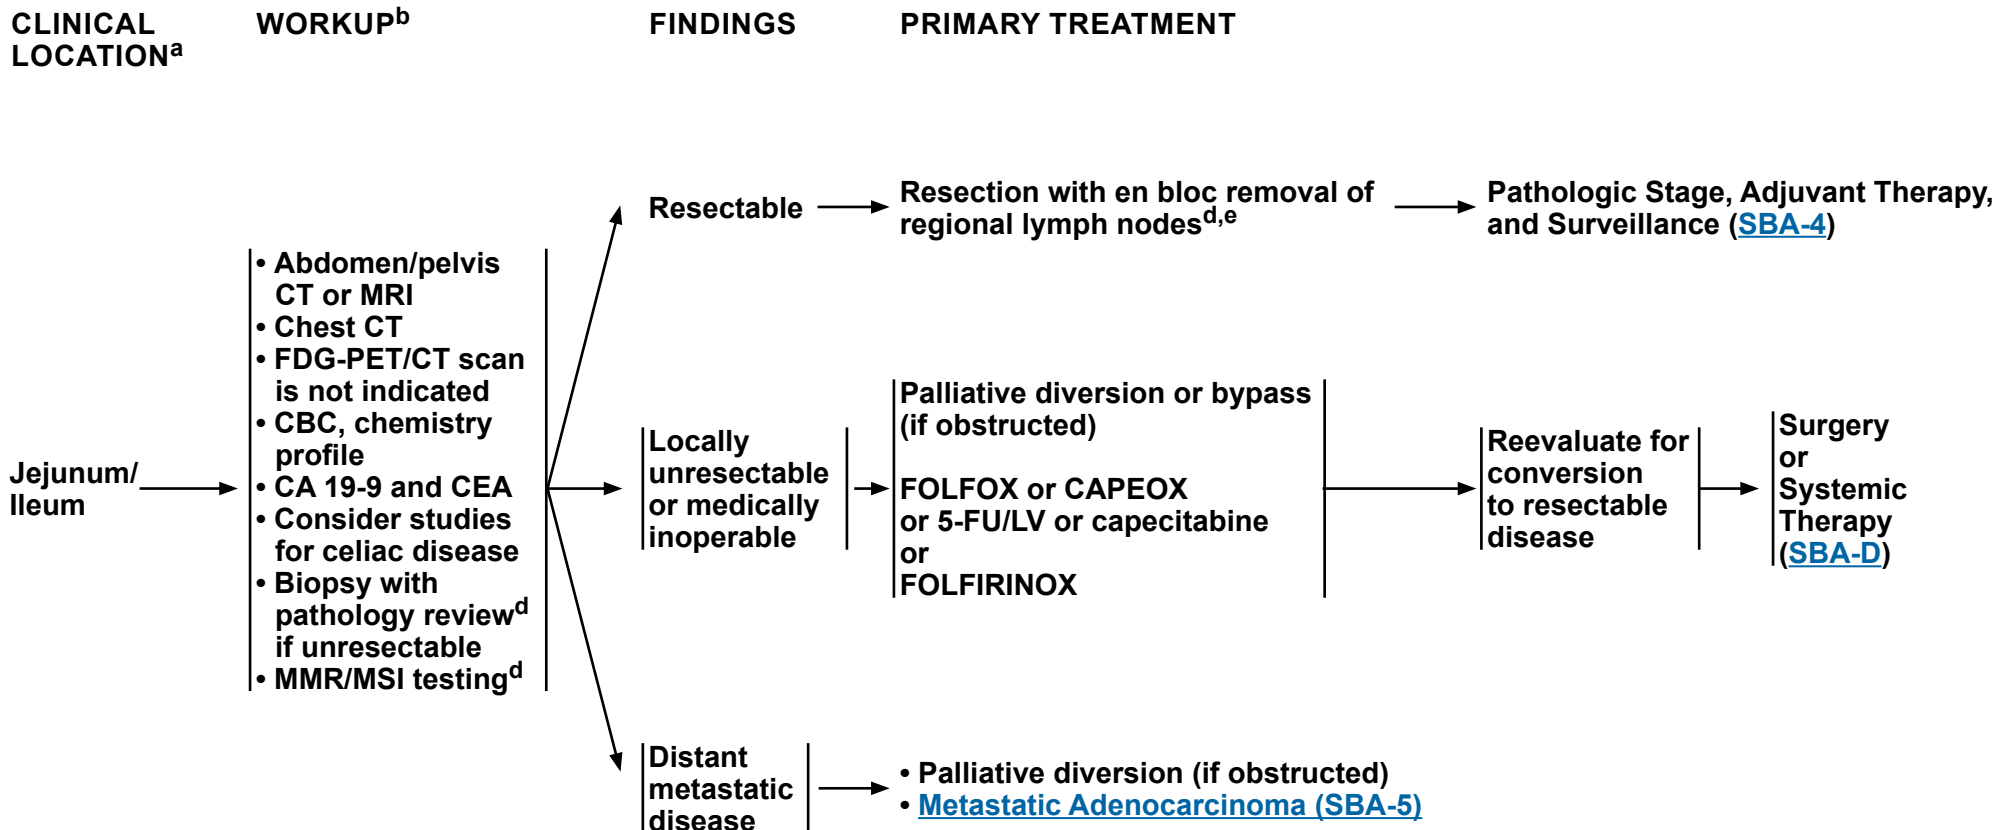 CLINICAL
LOCATIONa
WORKUPb
FINDINGS
PRIMARY TREATMENT
Jejunum/
Ileum
• Abdomen/pelvis
CT or MRI
• Chest CT
• FDG-PET/CT scan
is not indicated
• CBC, chemistry
profile
• CA 19-9 and CEA
• Consider studies
for celiac disease
• Biopsy with
pathology reviewd
if unresectable
• MMR/MSI testingd
Resectable
Resection with en bloc removal of
regional lymph nodesd,e
Pathologic Stage, Adjuvant Therapy,
and Surveillance (SBA-4)
Locally
unresectable
or medically
inoperable
Palliative diversion or bypass
(if obstructed)
FOLFOX or CAPEOX
or 5-FU/LV or capecitabine
or
FOLFIRINOX
Reevaluate for
conversion
to resectable
disease
Surgery
or
Systemic
Therapy
(SBA-D)
Distant
metastatic
disease
• Palliative diversion (if obstructed)
• Metastatic Adenocarcinoma (SBA-5)